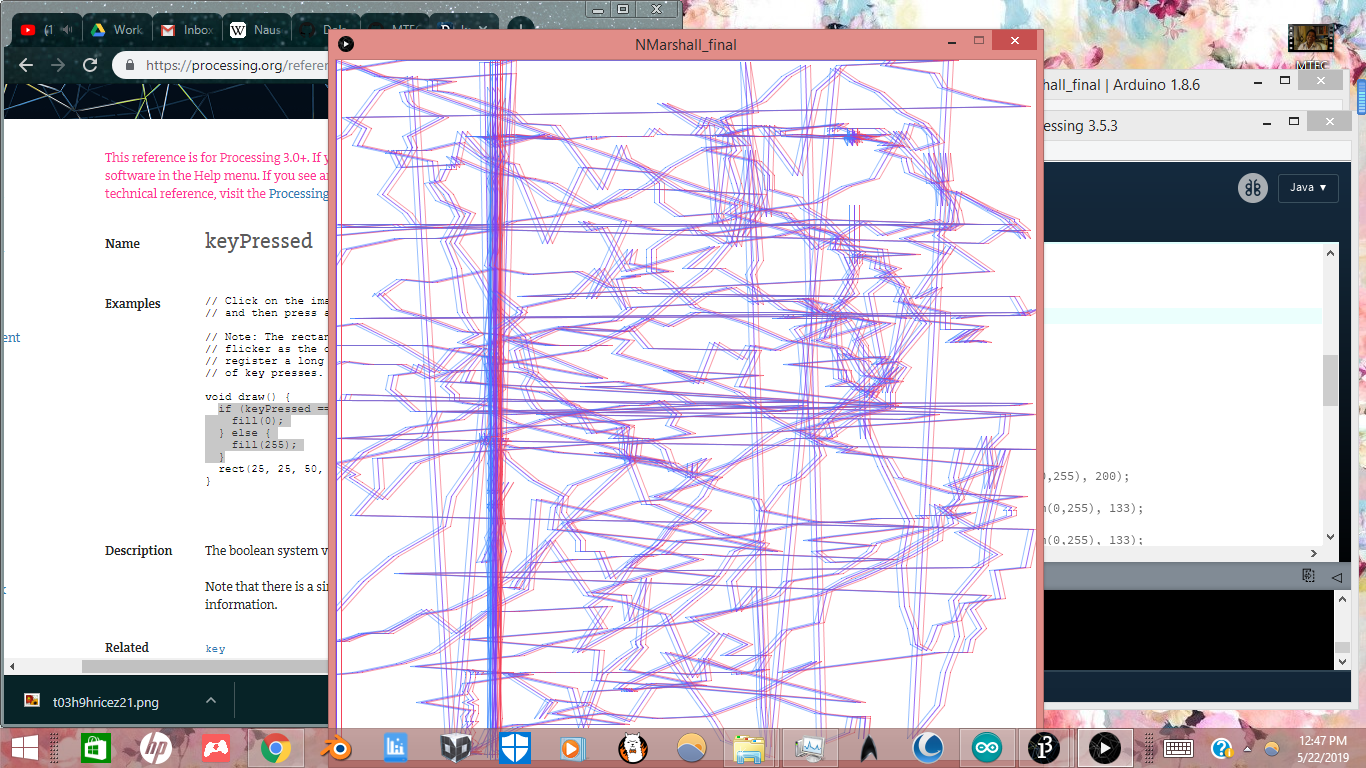 (1
Work
Inbox
Naus
https://processing.org/refere
NMarshall_final
MTEC
hall_final | Arduino 1.8.6
essing 3.5.3
Java ▼
This reference is for Processing 3.0+. If y
software in the Help menu. If you see a
technical reference, visit the Processing
Name
keyPressed
Examples
// Click on the ima
// and then press a
ent
// Note: The rectan
// flicker as the o
// register a long
// of key presses.
void draw() {
if (keyPressed ==
fill(0);
} else {
fill(255);
}
rect(25, 25, 50,
}
0,255), 200);
n(0,255), 133);
n(0,255), 133);
Description
The boolean system v
Note that there is a si
information.
Related
key
t03h9hricez21.png
hp
12:47 PM
5/22/2019